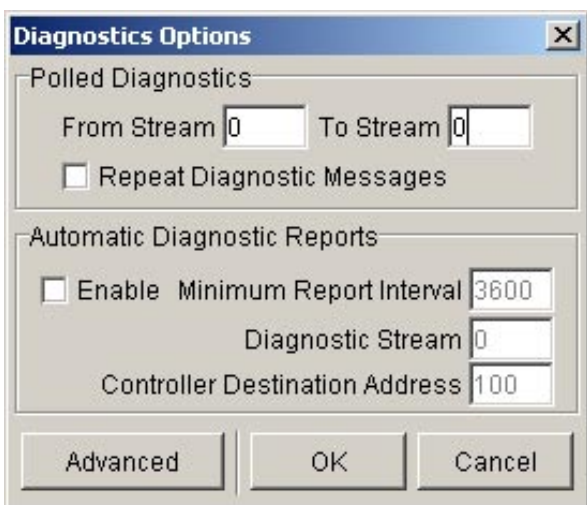 Diagnostics Options
Polled Diagnostics
From Stream 0 To Stream 0
Repeat Diagnostic Messages
Automatic Diagnostic Reports
Enable Minimum Report Interval 3600
Diagnostic Stream 0
Controller Destination Address 100
Advanced OK Cancel